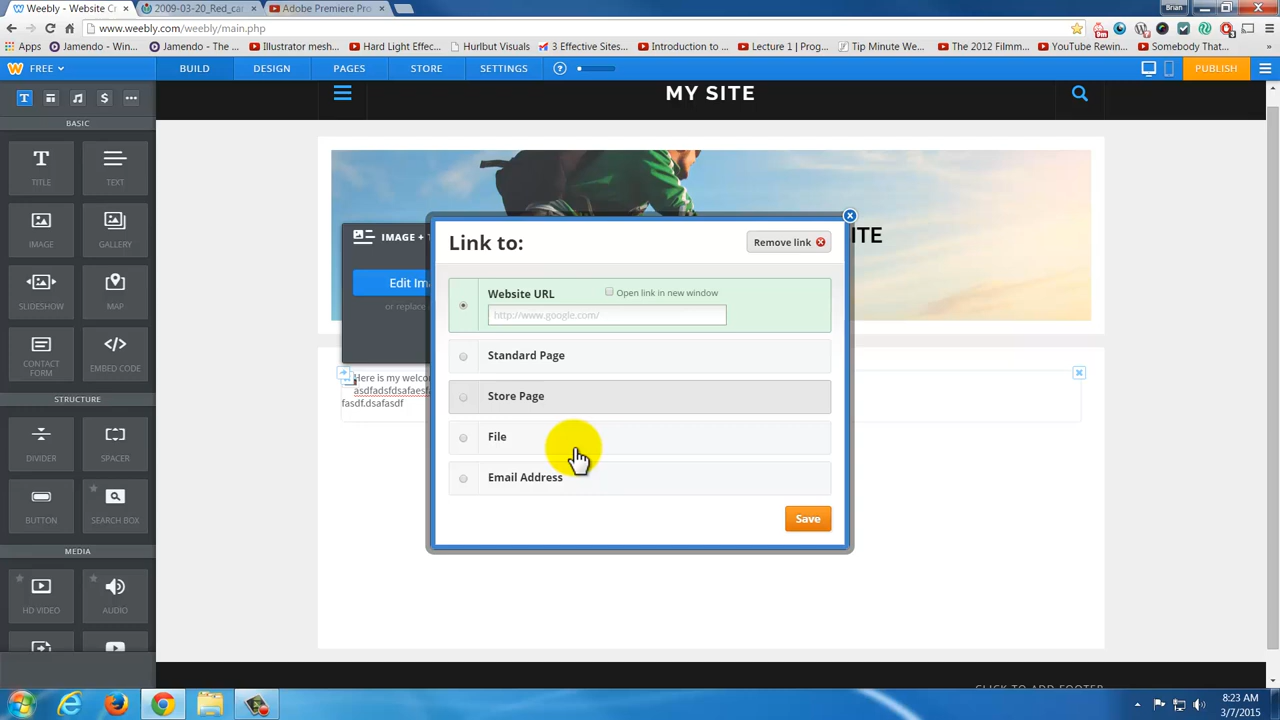 Weebly - Website Cr
2009-03-20_Red_car
Adobe Premiere Pro
Brian
www.weebly.com/weebly/main.php
Apps
Jamendo - Win...
Jamendo - The ...
Illustrator mesh...
Hard Light Effec...
Hurlbut Visuals
3 Effective Sites...
Introduction to ...
Lecture 1 | Prog...
Tip Minute We...
The 2012 Filmm...
YouTube Rewin...
Somebody That...
FREE
BUILD
DESIGN
PAGES
STORE
SETTINGS
PUBLISH
MY SITE
BASIC
TITLE
TEXT
IMAGE
GALLERY
SLIDESHOW
MAP
CONTACT FORM
EMBED CODE
STRUCTURE
DIVIDER
SPACER
BUTTON
SEARCH BOX
MEDIA
HD VIDEO
AUDIO
ITE
IMAGE + T
Edit Im
or replace
Here is my welco
asdfadsfdsafaesf
fasdf.dsafasdf
Link to:
Remove link
Website URL
Open link in new window
http://www.google.com/
Standard Page
Store Page
File
Email Address
Save
CLICK TO ADD FOOTER
8:23 AM
3/7/2015